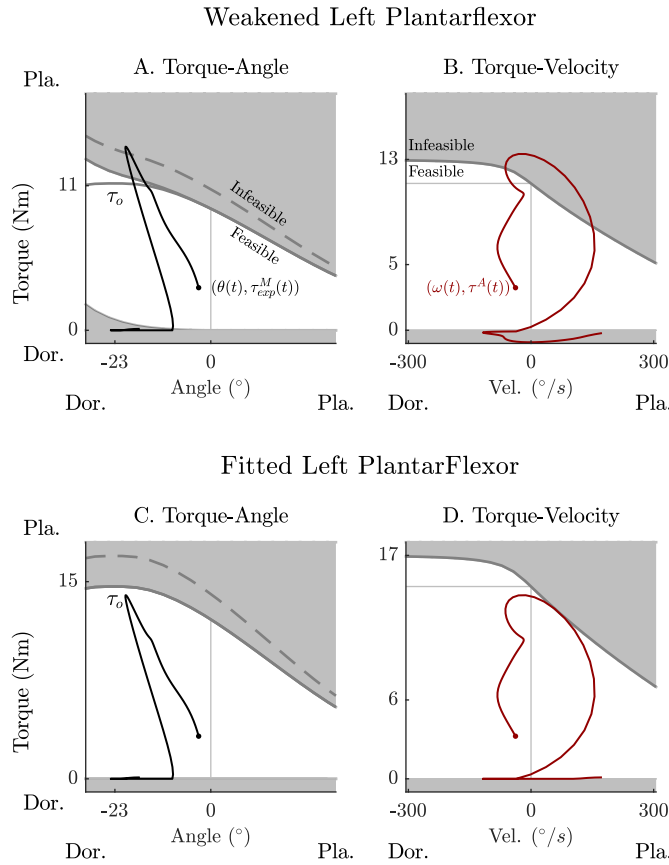 Weakened Left Plantarflexor
A. Torque-Angle
B. Torque-Velocity
Pla.
Torque (Nm)
11
0
τₒ
Infeasible
Feasible
(θ(t), τᴹₑₓₚ(t))
Dor.
-23
0
Angle (°)
Dor.
Pla.
13
5
0
Infeasible
Feasible
(ω(t), τᴬ(t))
-300
0
300
Vel. (°/s)
Dor.
Pla.
Fitted Left PlantarFlexor
C. Torque-Angle
D. Torque-Velocity
Pla.
Torque (Nm)
15
0
τₒ
Dor.
-23
0
Angle (°)
Dor.
Pla.
17
6
0
-300
0
300
Vel. (°/s)
Dor.
Pla.